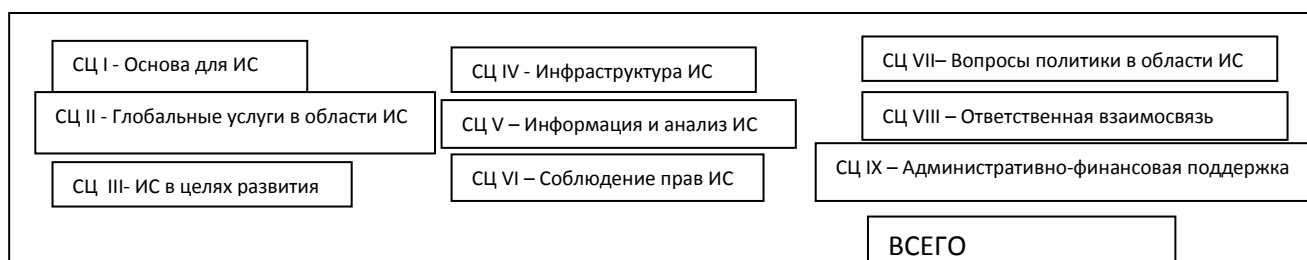 СЦ I - Основа для ИС
СЦ II - Глобальные услуги в области ИС
СЦ III- ИС в целях развития
СЦ IV - Инфраструктура ИС
СЦ V – Информация и анализ ИС
СЦ VI – Соблюдение прав ИС
СЦ VII– Вопросы политики в области ИС
СЦ VIII – Ответственная взаимосвязь
СЦ IX – Административно-финансовая поддержка
ВСЕГО